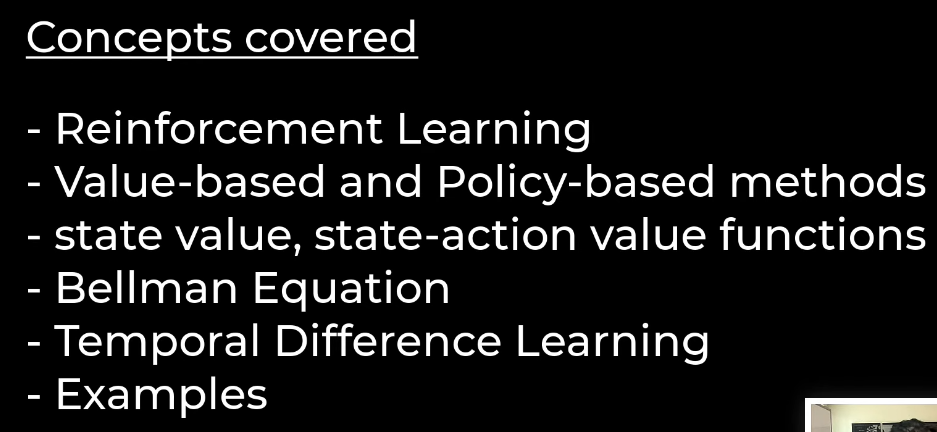 Concepts covered
- Reinforcement Learning
- Value-based and Policy-based methods
- state value, state-action value functions
- Bellman Equation
- Temporal Difference Learning
- Examples